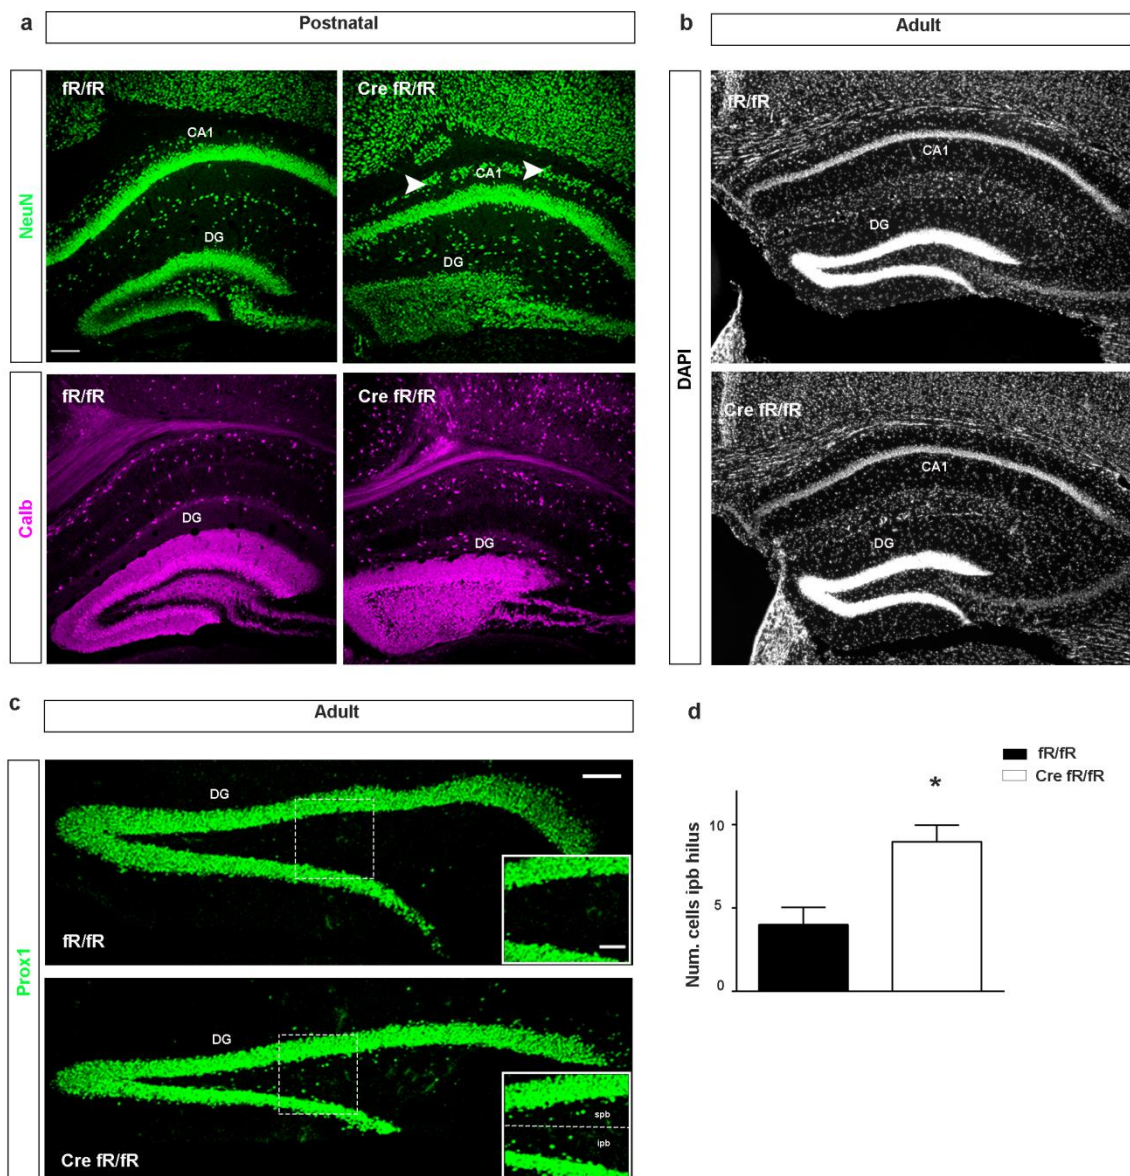 a
Postnatal
b
Adult
NeuN
fR/fR
CA1
DG
Cre fR/fR
CA1
DG
Calb
fR/fR
DG
Cre fR/fR
DG
DAPI
fR/fR
CA1
DG
Cre fR/fR
CA1
DG
c
Adult
Prox1
DG
fR/fR
DG
spb
ipb
Cre fR/fR
d
fR/fR
Cre fR/fR
*
Num. cells ipb hilus
10
5
0